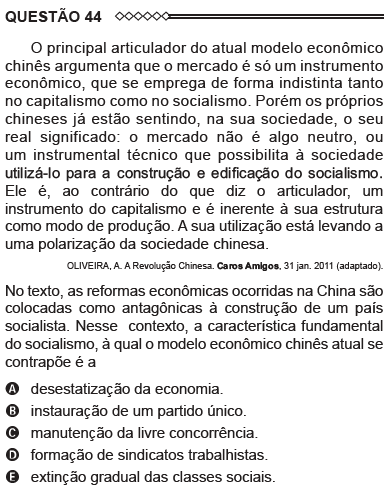 QUESTÃO 44
O principal articulador do atual modelo econômico
chinês argumenta que o mercado é só um instrumento
econômico, que se emprega de forma indistinta tanto
no capitalismo como no socialismo. Porém os próprios
chineses já estão sentindo, na sua sociedade, o seu
real significado: o mercado não é algo neutro, ou
um instrumental técnico que possibilita à sociedade
utilizá-lo para a construção e edificação do socialismo.
Ele é, ao contrário do que diz o articulador, um
instrumento do capitalismo e é inerente à sua estrutura
como modo de produção. A sua utilização está levando a
uma polarização da sociedade chinesa.
OLIVEIRA, A. A Revolução Chinesa. Caros Amigos, 31 jan. 2011 (adaptado).
No texto, as reformas econômicas ocorridas na China são
colocadas como antagônicas à construção de um país
socialista. Nesse contexto, a característica fundamental
do socialismo, à qual o modelo econômico chinês atual se
contrapõe é a
A desestatização da economia.
B instauração de um partido único.
C manutenção da livre concorrência.
D formação de sindicatos trabalhistas.
E extinção gradual das classes sociais.